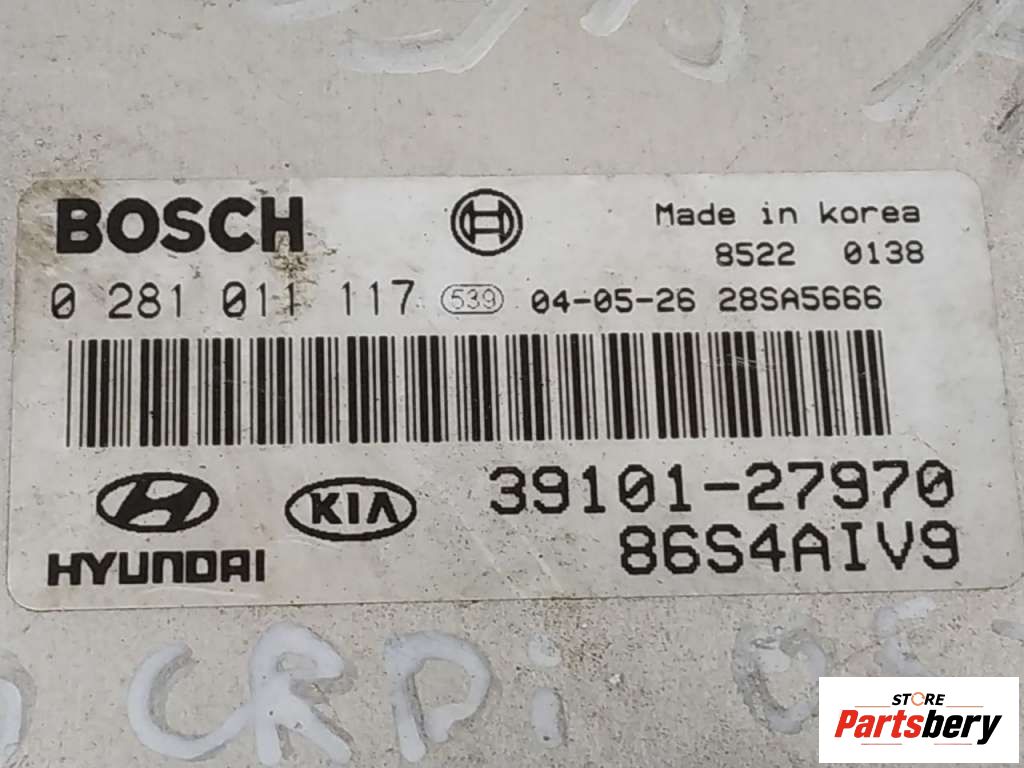 BOSCH
Made in korea
8522 0138
0 281 011 117 539 04-05-26 28SA5666
39101-27970
HYUNDAI KIA
86S4AIV9
CRDi
STORE
Partsbery